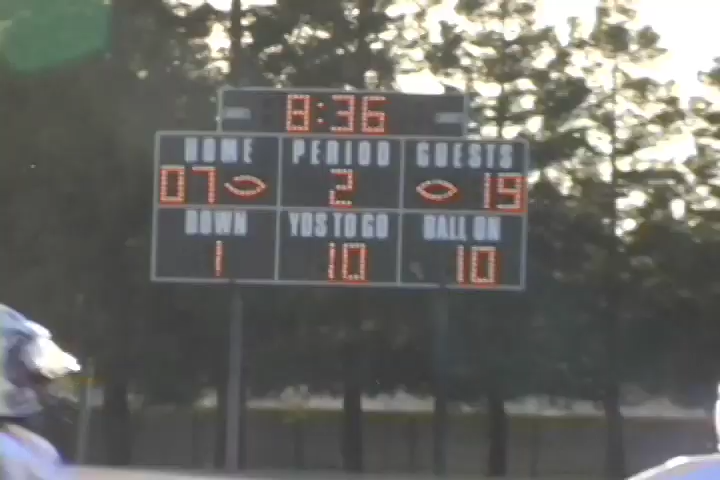 8:36
HOME PERIOD GUESTS
07 2 19
DOWN YDS TO GO BALL ON
1 10 10